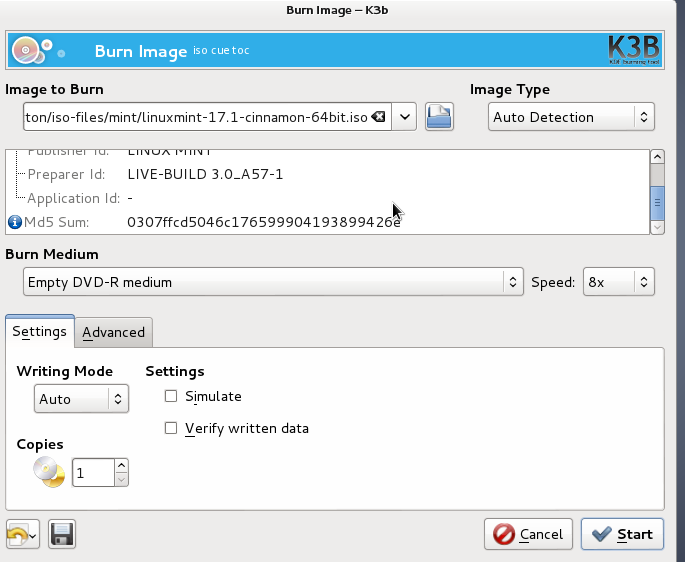 Burn Image – K3b
Burn Image iso cue toc
K3B
Image to Burn
Image Type
ton/iso-files/mint/linuxmint-17.1-cinnamon-64bit.iso
Auto Detection
Publisher Id: LINUX MINT
Preparer Id: LIVE-BUILD 3.0_A57-1
Application Id: -
Md5 Sum: 0307ffcd5046c176599904193899426e
Burn Medium
Empty DVD-R medium
Speed: 8x
Settings
Advanced
Writing Mode
Settings
Auto
Simulate
Verify written data
Copies
1
Cancel
Start